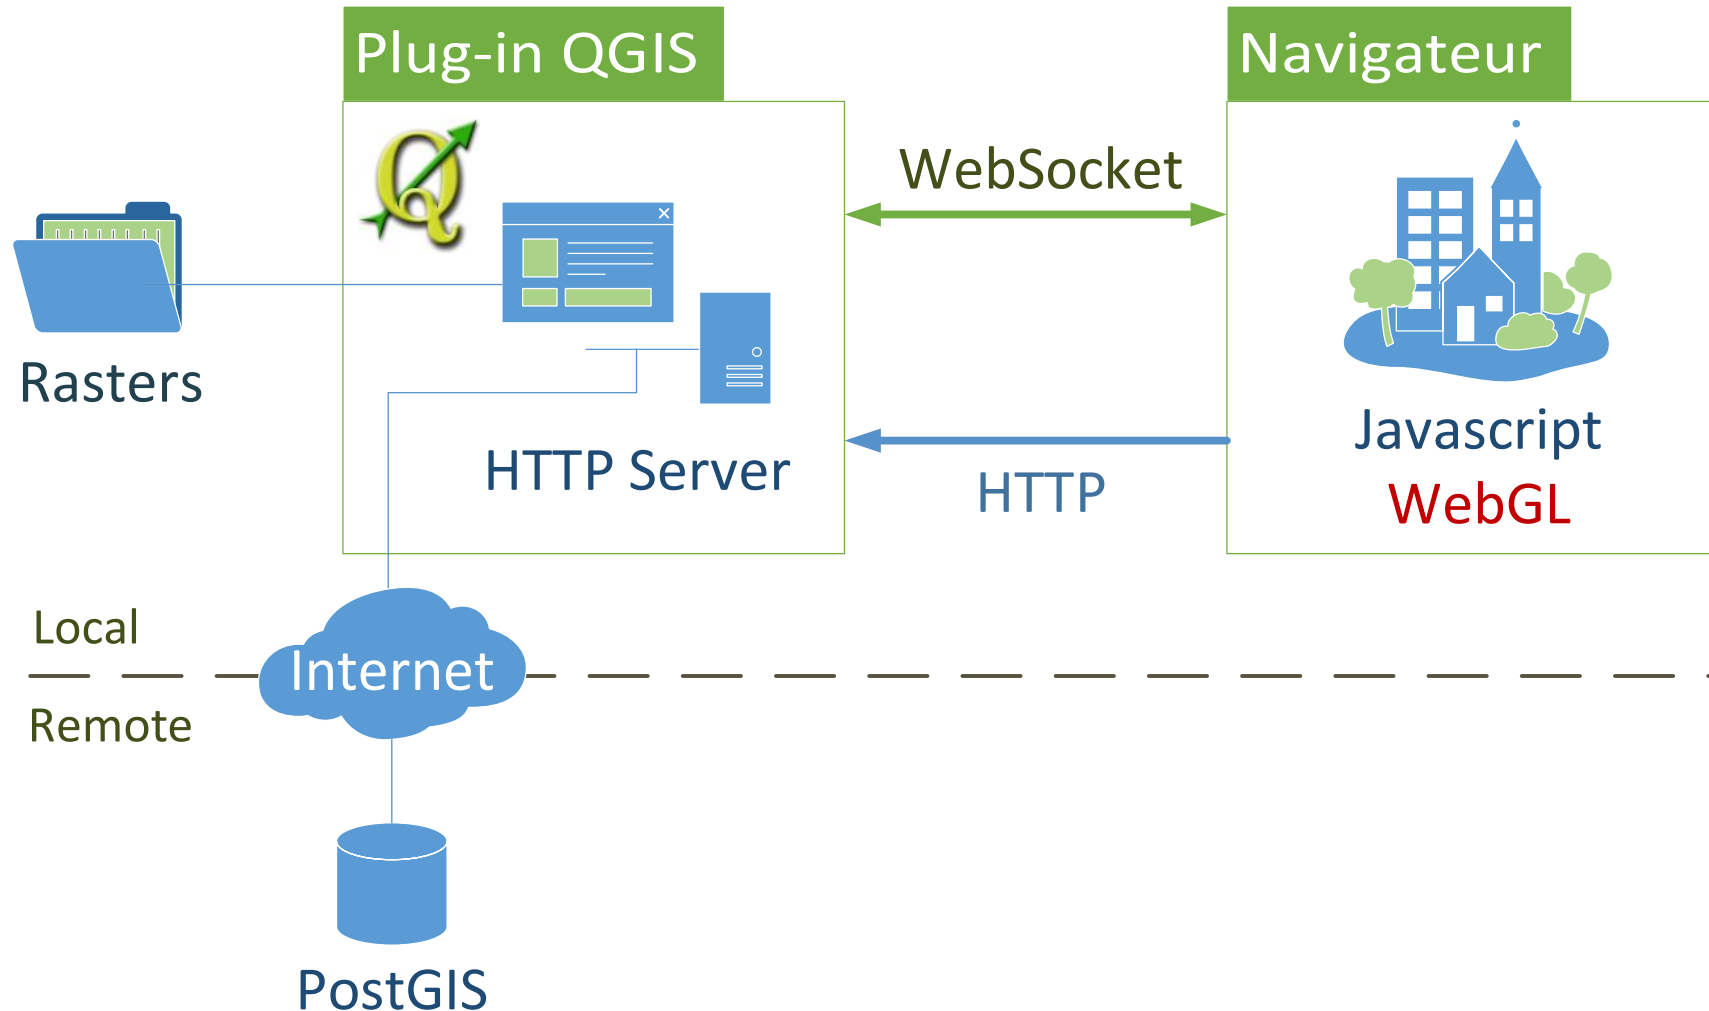 Plug-in QGIS
Navigateur
WebSocket
Rasters
HTTP Server
HTTP
Javascript
WebGL
Local
Internet
Remote
PostGIS